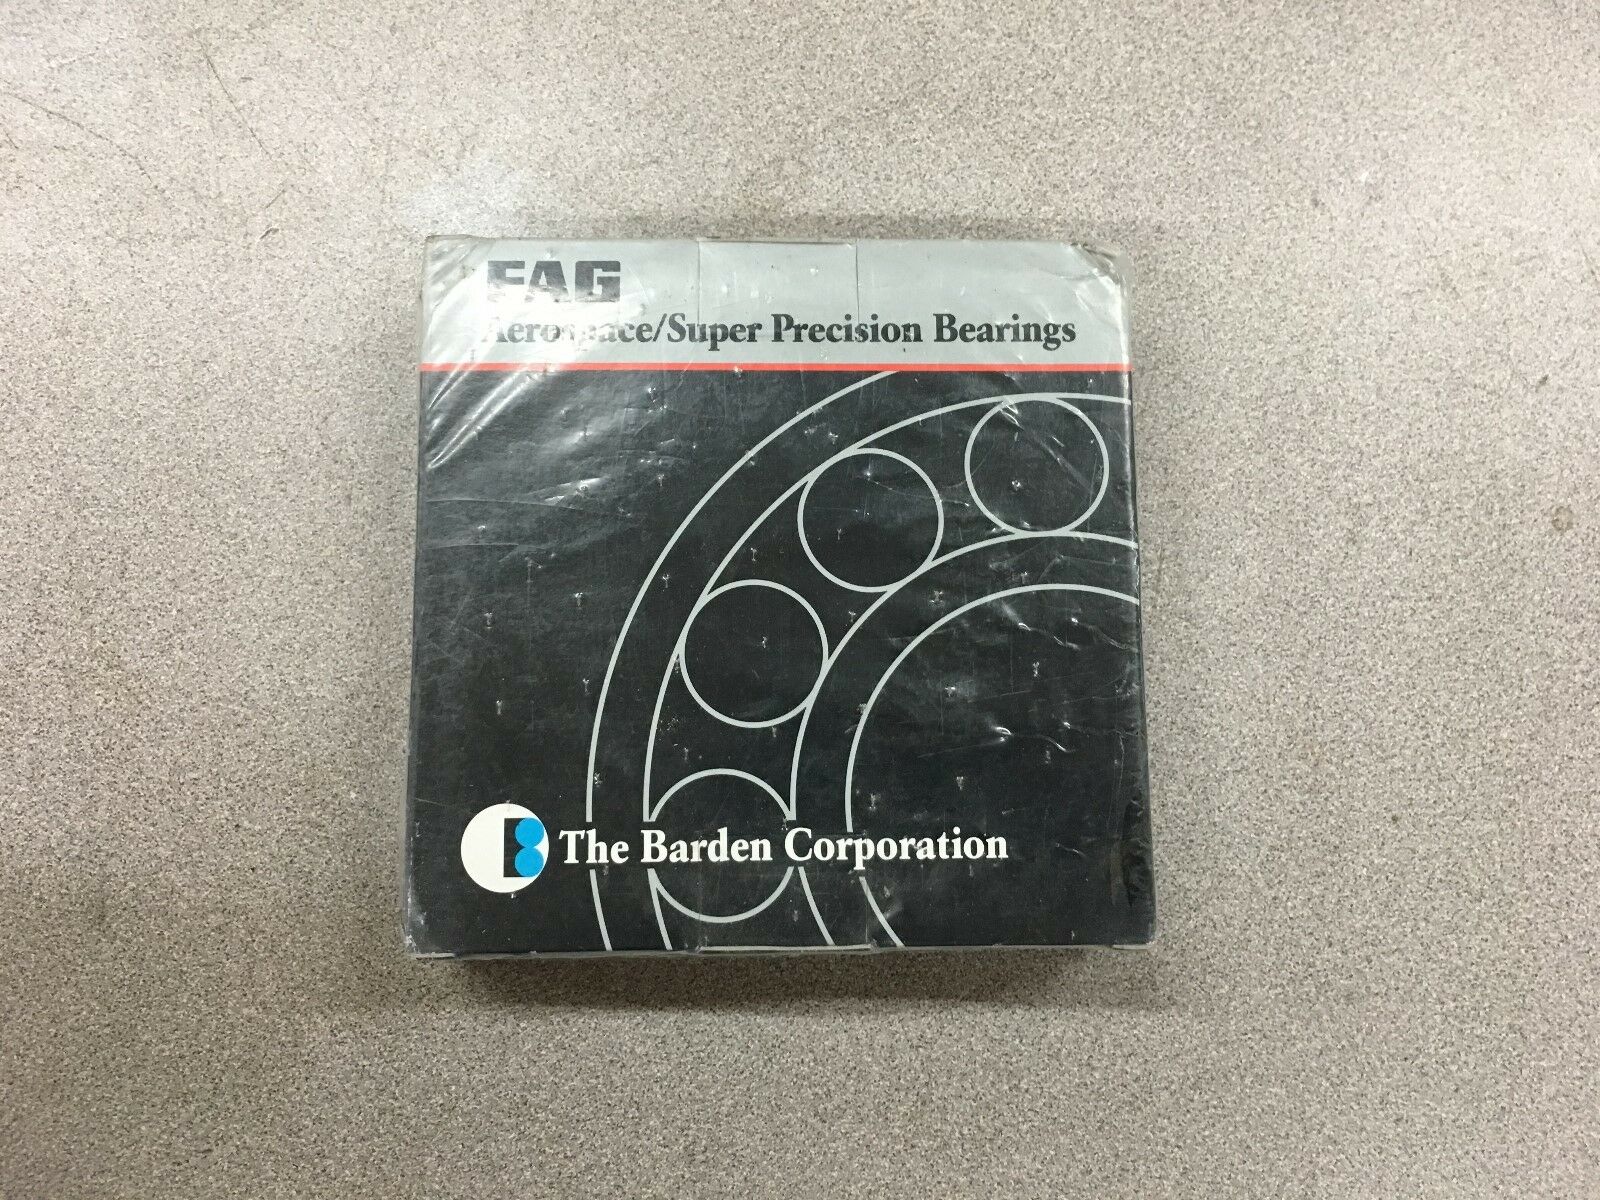 FAG
Aerospace/Super Precision Bearings
The Barden Corporation